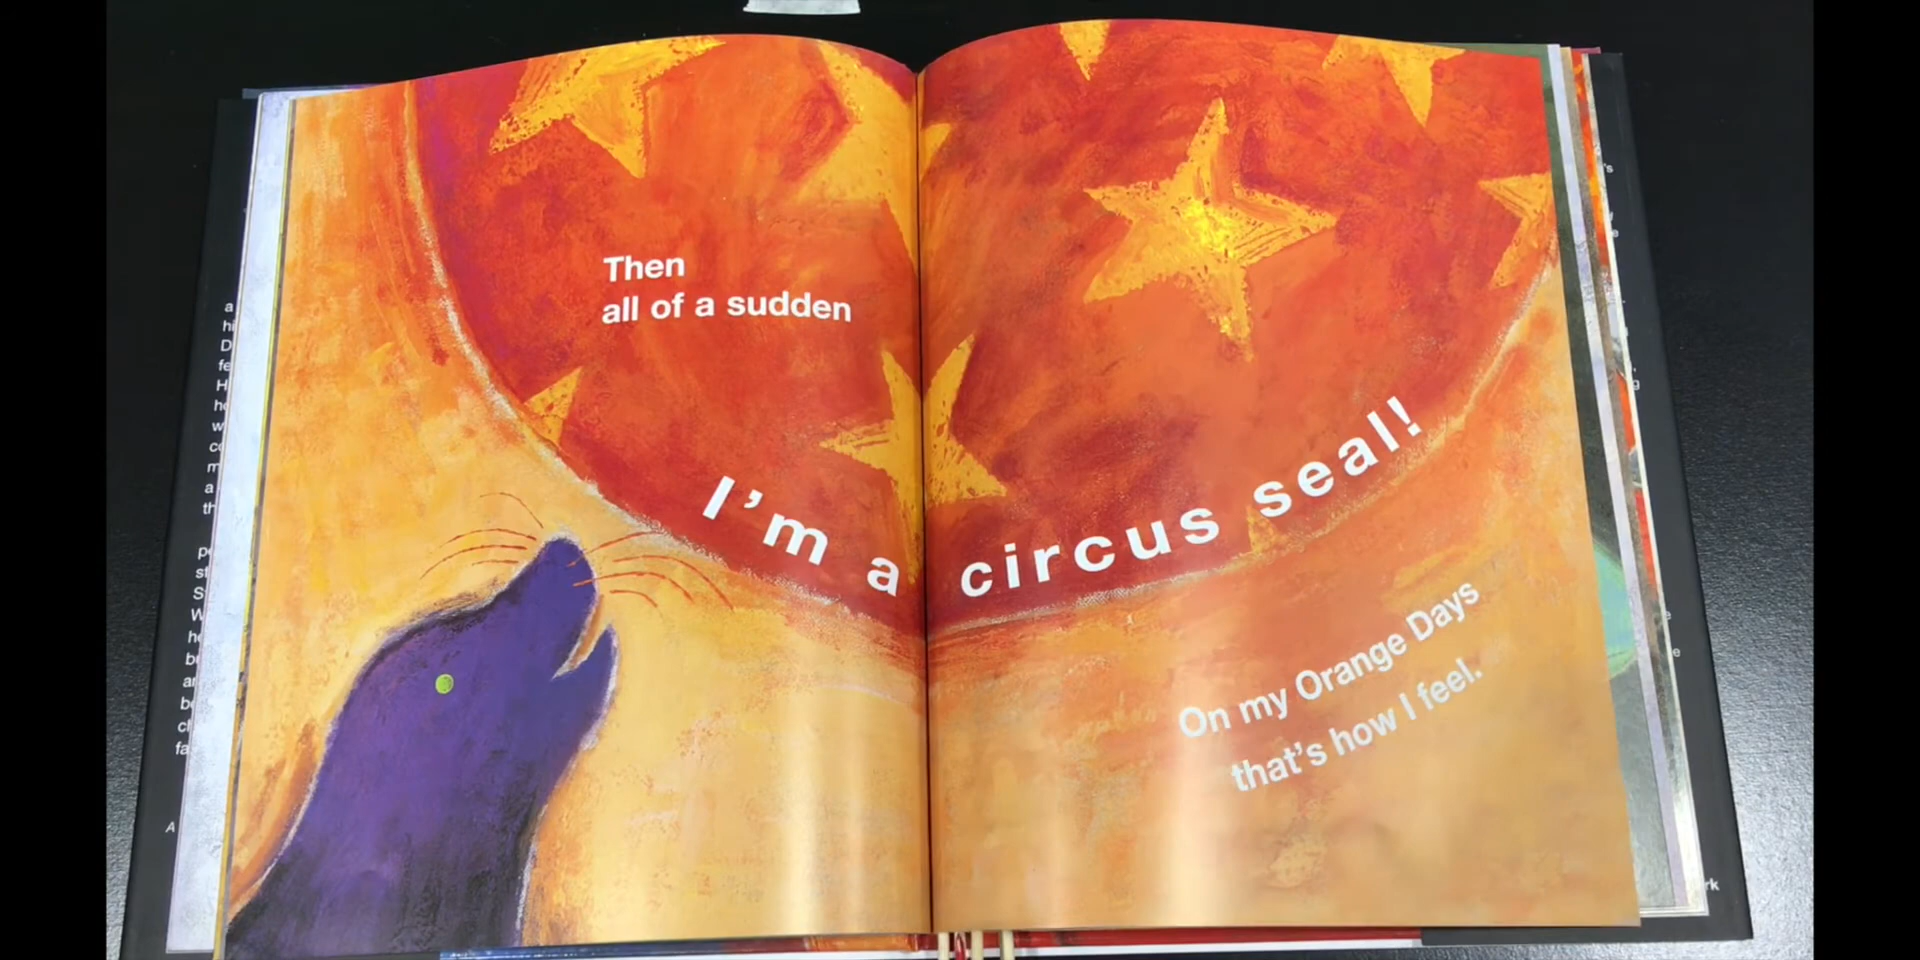 Then
all of a sudden
I'm a circus seal!
On my Orange Days
that's how I feel.